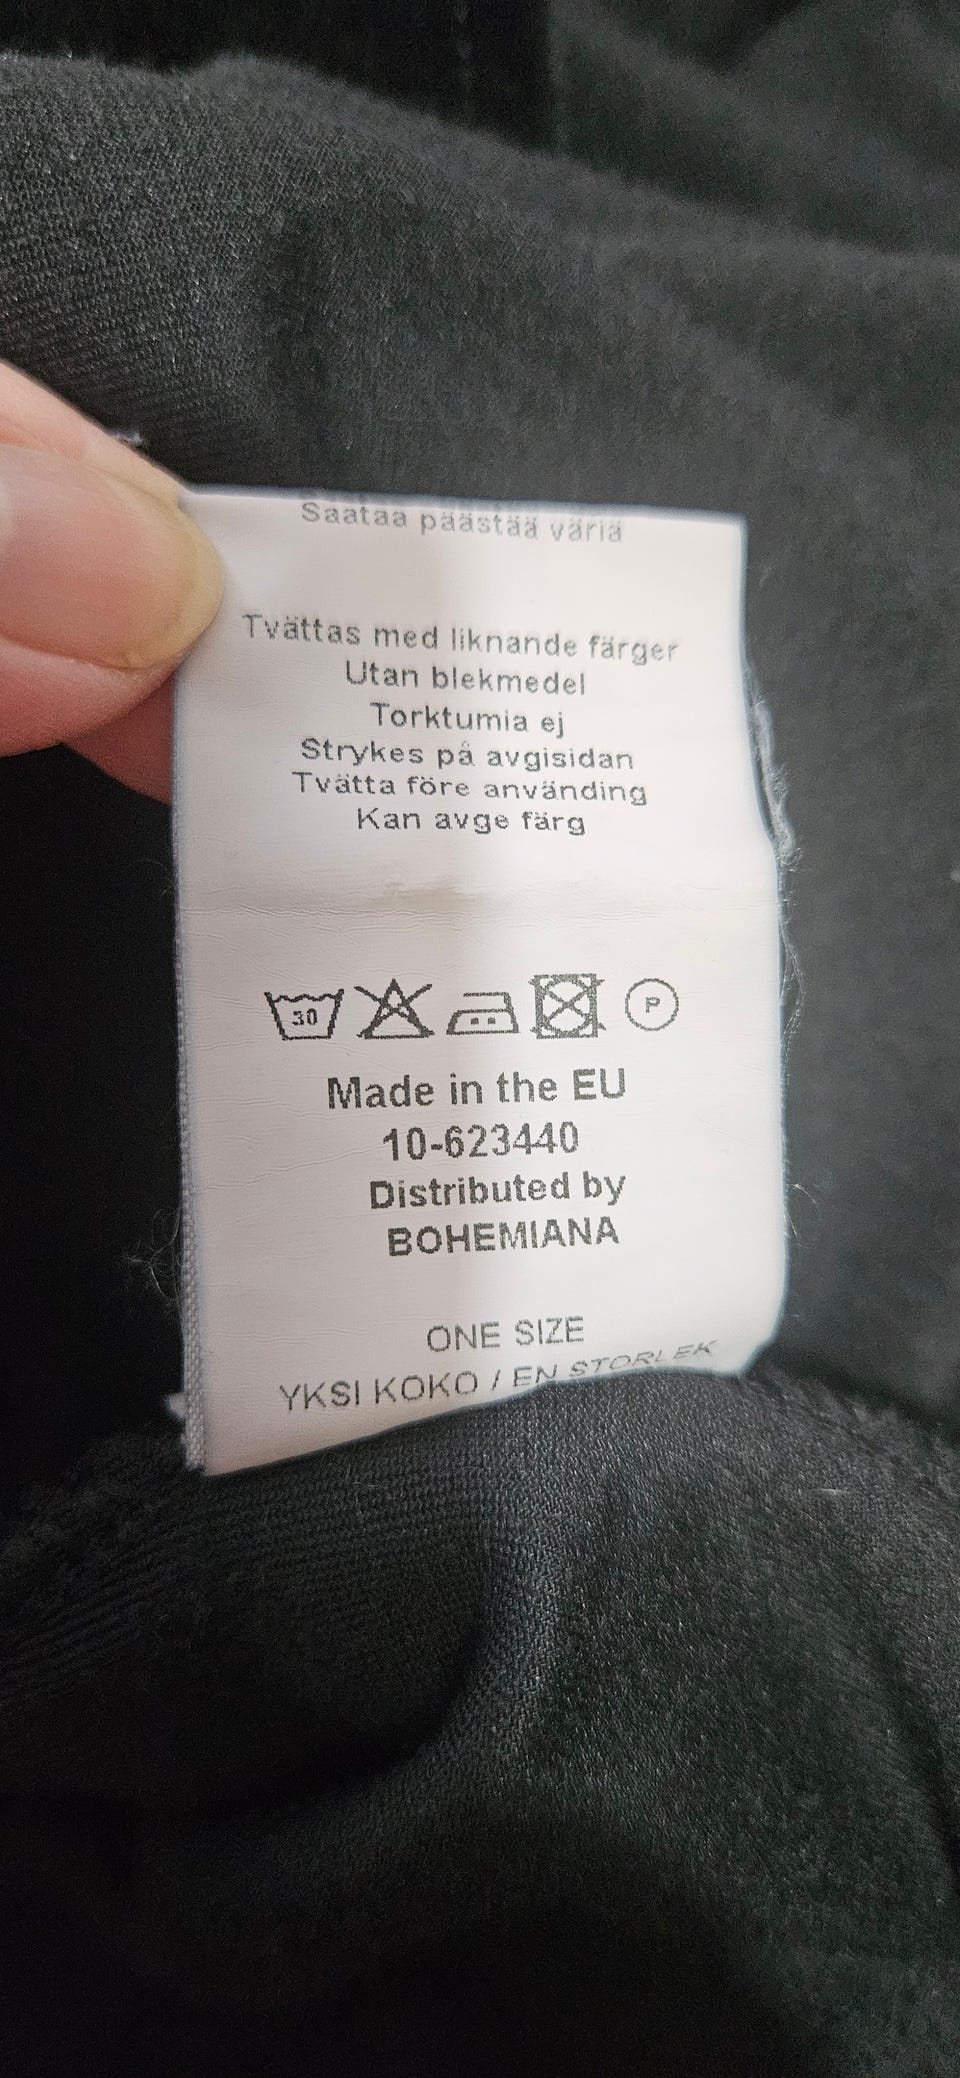 Saataa päästää väriä
Tvättas med liknande färger
Utan blekmedel
Torktumla ej
Strykes på avgisidan
Tvätta före använding
Kan avge färg
30 P
Made in the EU
10-623440
Distributed by
BOHEMIANA
ONE SIZE
YKSI KOKO / EN STORLEK